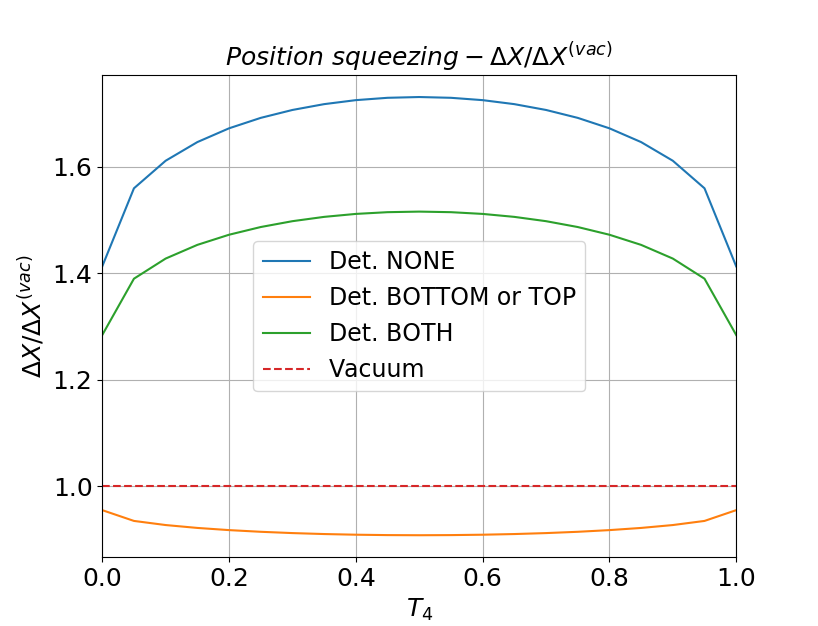 Position squeezing − ΔX/ΔX^(vac)
ΔX/ΔX^(vac)
1.6
1.4
1.2
1.0
Det. NONE
Det. BOTTOM or TOP
Det. BOTH
Vacuum
0.0 0.2 0.4 0.6 0.8 1.0
T₄